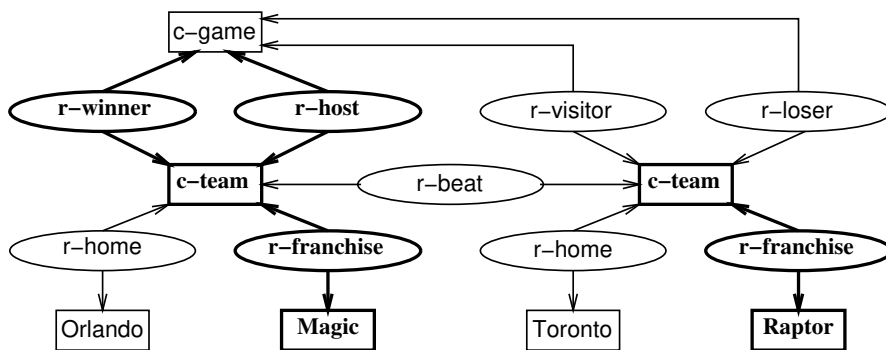 c-game
r-winner
r-host
r-visitor
r-loser
c-team
r-beat
c-team
r-home
r-franchise
r-home
r-franchise
Orlando
Magic
Toronto
Raptor